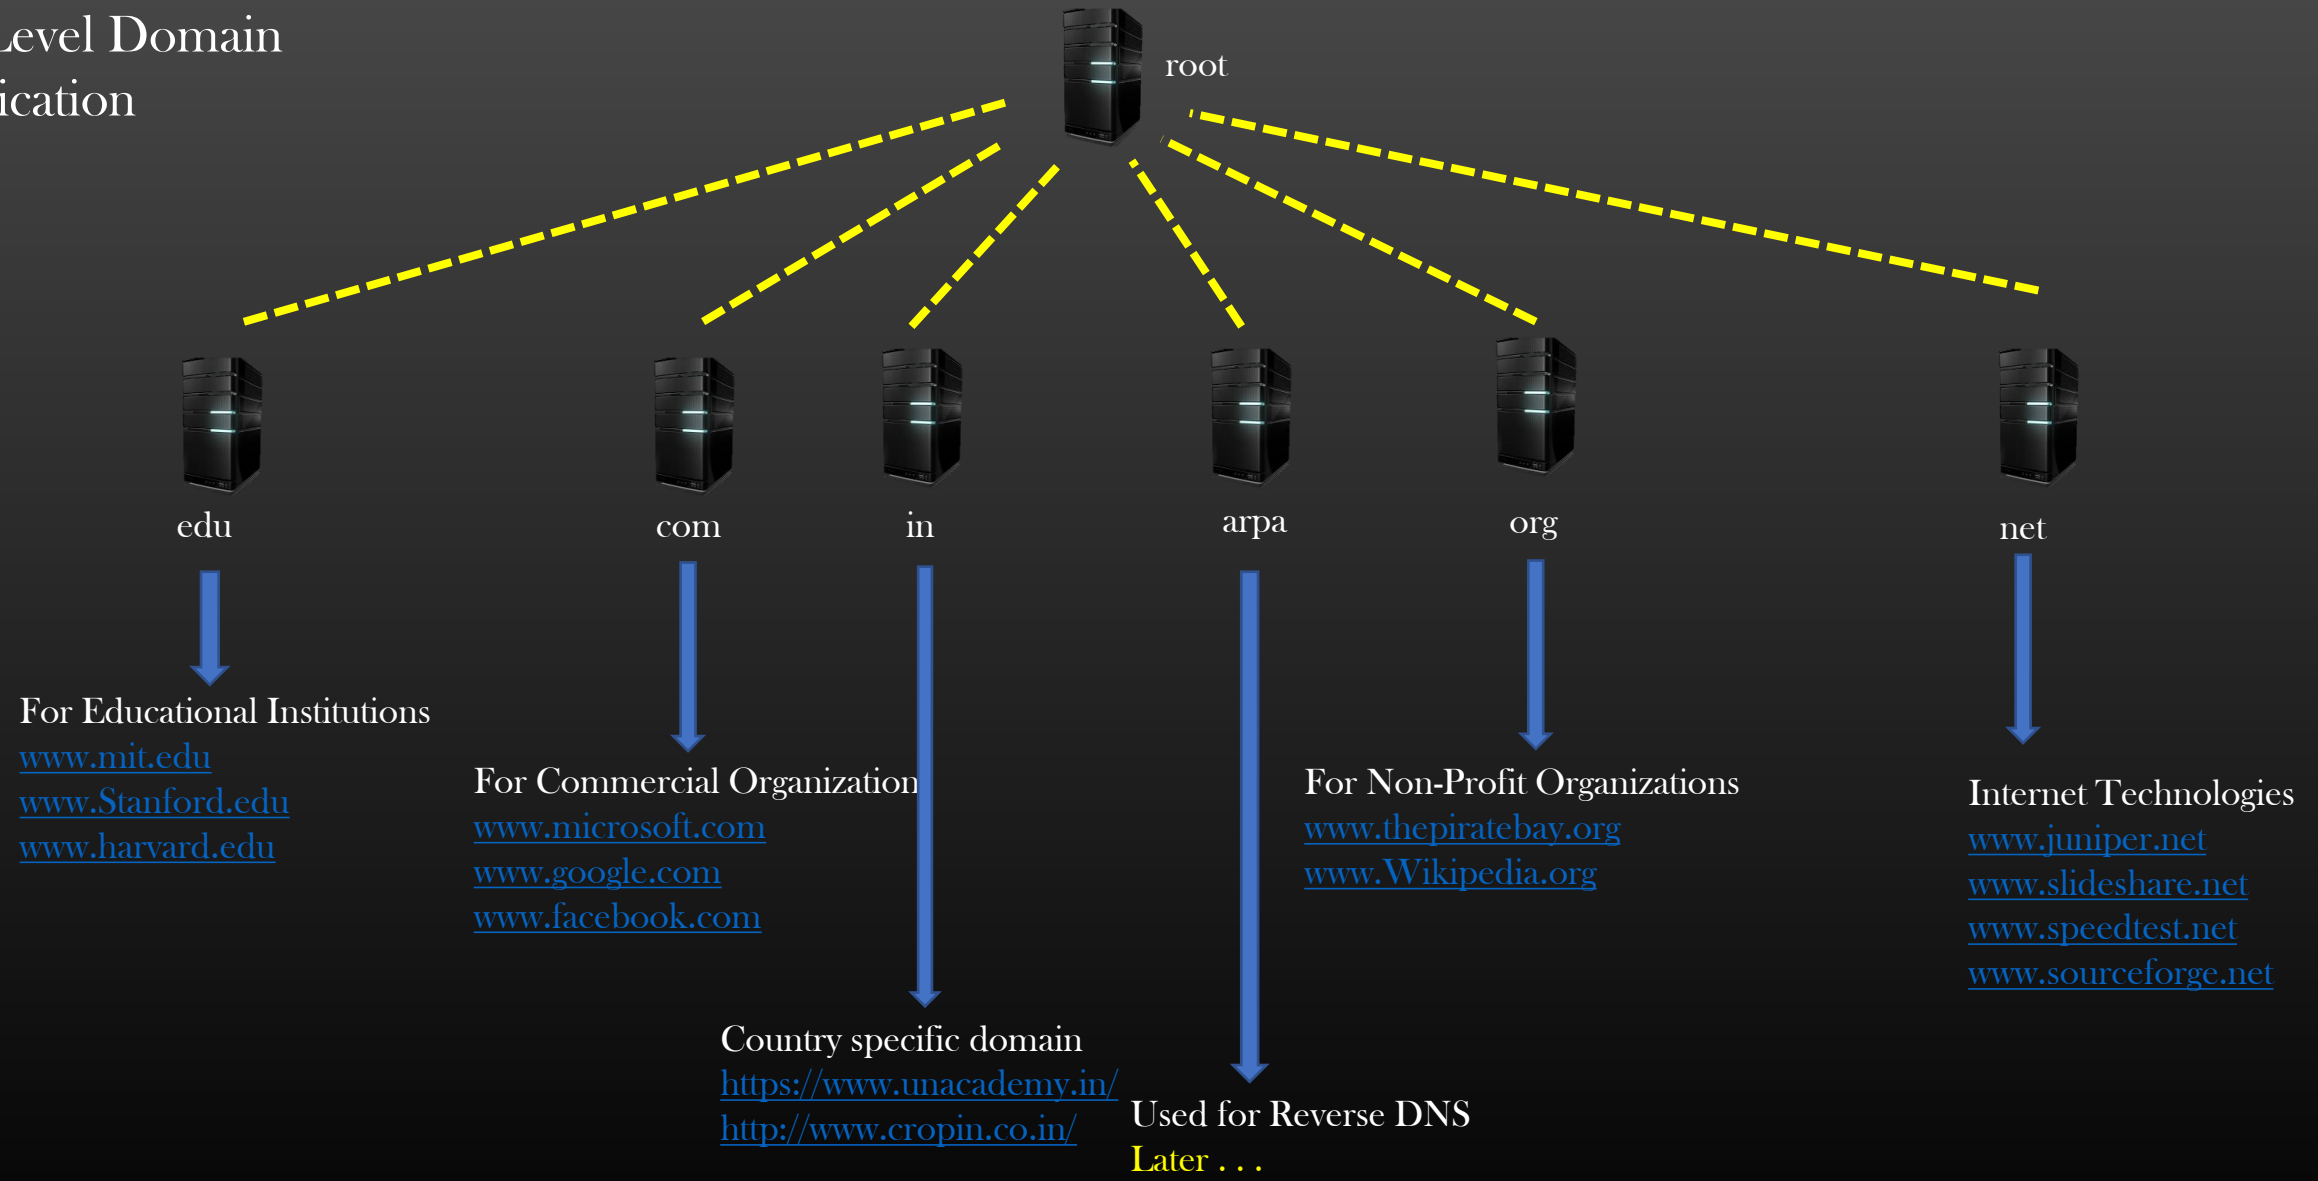 Level Domain
ication
root
edu
com
in
arpa
org
net
For Educational Institutions
www.mit.edu
www.Stanford.edu
www.harvard.edu
For Commercial Organization
www.microsoft.com
www.google.com
www.facebook.com
Country specific domain
https://www.unacademy.in/
http://www.cropin.co.in/
Used for Reverse DNS
Later . . .
For Non-Profit Organizations
www.thepiratebay.org
www.Wikipedia.org
Internet Technologies
www.juniper.net
www.slideshare.net
www.speedtest.net
www.sourceforge.net